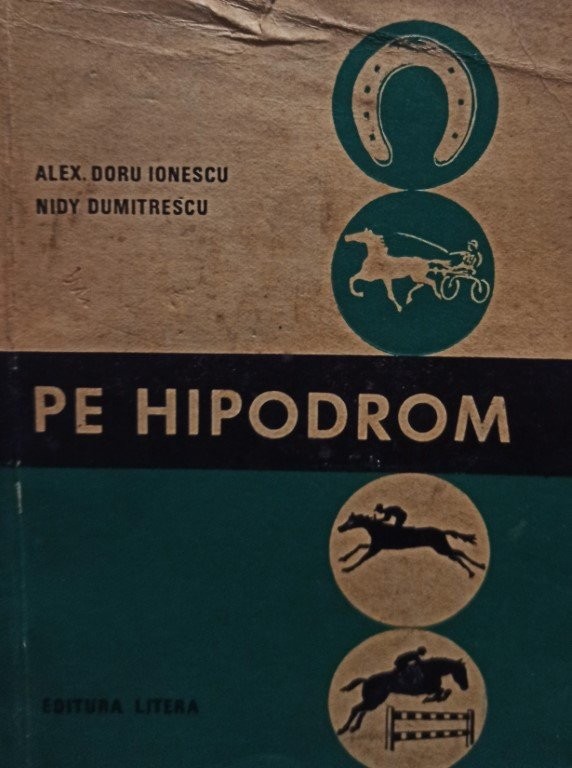 ALEX. DORU IONESCU
NIDY DUMITRESCU
PE HIPODROM
EDITURA LITERA